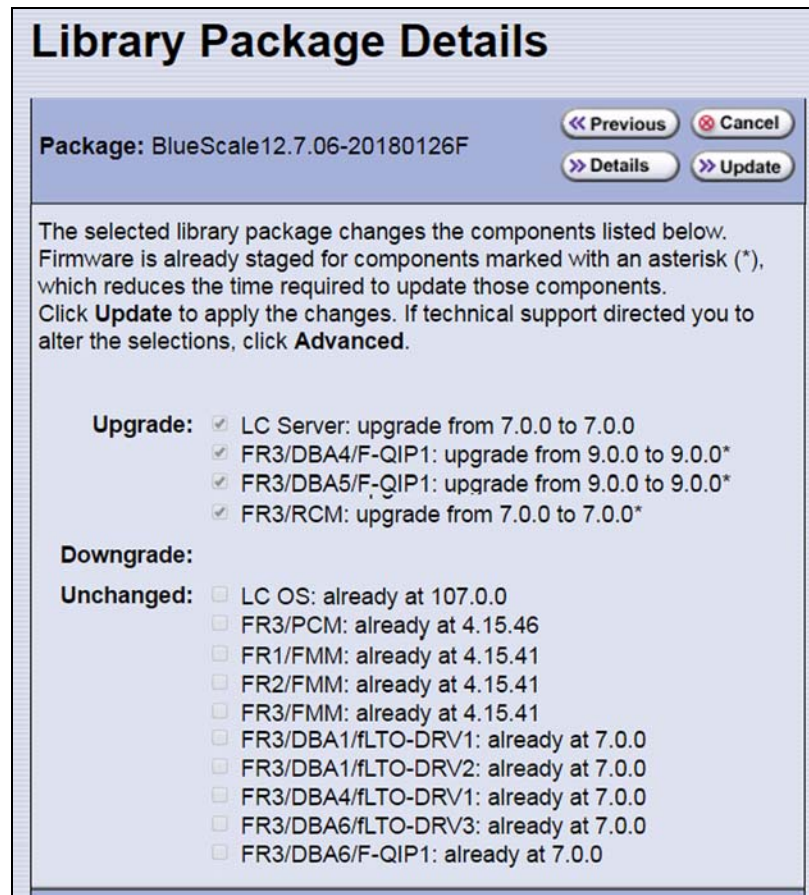 Library Package Details
Package: BlueScale12.7.06-20180126F
Previous
Cancel
Details
Update
The selected library package changes the components listed below.
Firmware is already staged for components marked with an asterisk (*),
which reduces the time required to update those components.
Click Update to apply the changes. If technical support directed you to
alter the selections, click Advanced.
Upgrade: LC Server: upgrade from 7.0.0 to 7.0.0
FR3/DBA4/F-QIP1: upgrade from 9.0.0 to 9.0.0*
FR3/DBA5/F-QIP1: upgrade from 9.0.0 to 9.0.0*
FR3/RCM: upgrade from 7.0.0 to 7.0.0*
Downgrade:
Unchanged: LC OS: already at 107.0.0
FR3/PCM: already at 4.15.46
FR1/FMM: already at 4.15.41
FR2/FMM: already at 4.15.41
FR3/FMM: already at 4.15.41
FR3/DBA1/fLTO-DRV1: already at 7.0.0
FR3/DBA1/fLTO-DRV2: already at 7.0.0
FR3/DBA4/fLTO-DRV1: already at 7.0.0
FR3/DBA6/fLTO-DRV3: already at 7.0.0
FR3/DBA6/F-QIP1: already at 7.0.0